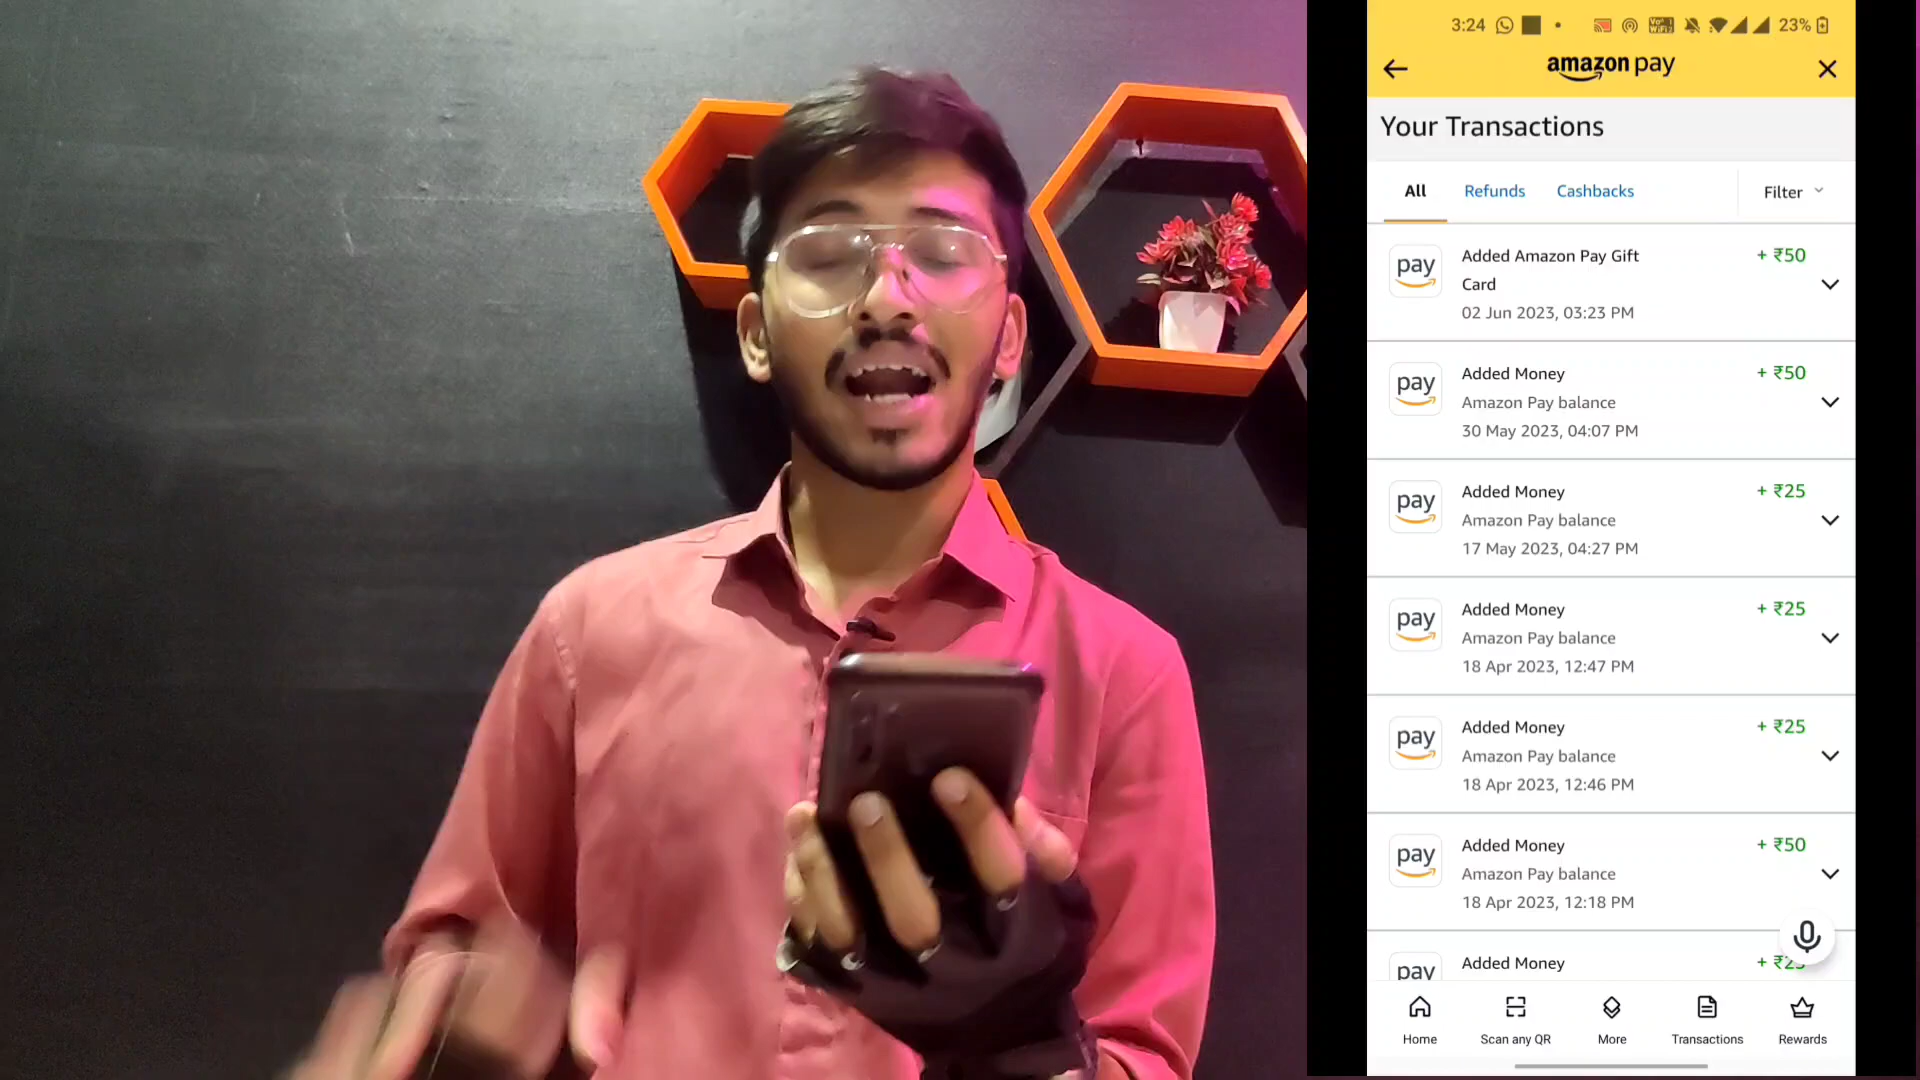 3:24 23%
amazon pay
Your Transactions
All Refunds Cashbacks Filter
pay Added Amazon Pay Gift + ₹50
Card
02 Jun 2023, 03:23 PM
pay Added Money + ₹50
Amazon Pay balance
30 May 2023, 04:07 PM
pay Added Money + ₹25
Amazon Pay balance
17 May 2023, 04:27 PM
pay Added Money + ₹25
Amazon Pay balance
18 Apr 2023, 12:47 PM
pay Added Money + ₹25
Amazon Pay balance
18 Apr 2023, 12:46 PM
pay Added Money + ₹50
Amazon Pay balance
18 Apr 2023, 12:18 PM
pay Added Money
Home Scan any QR More Transactions Rewards